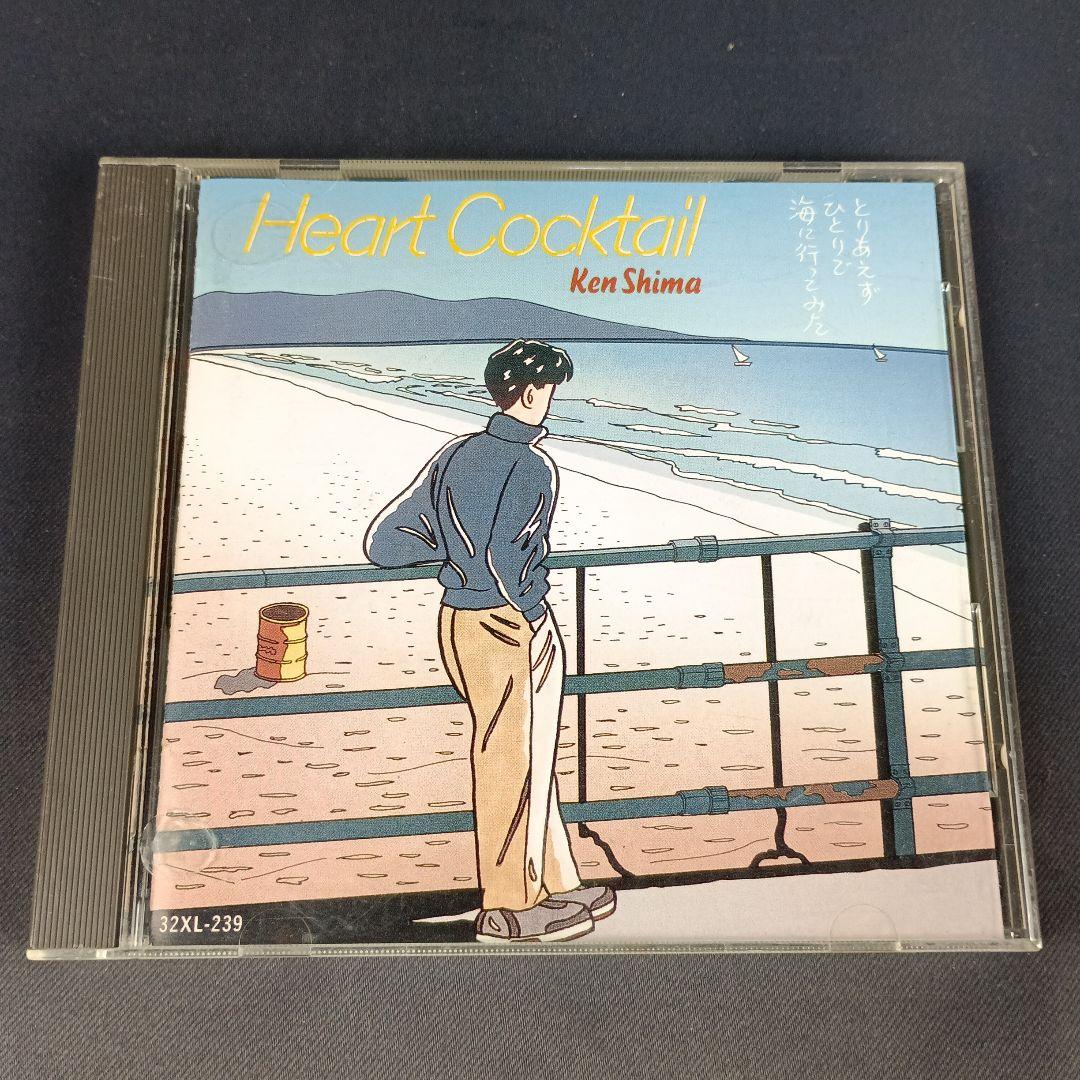 Heart Cocktail
Ken Shima
とりあえず
ひとりで
海に行ってみた
32XL-239